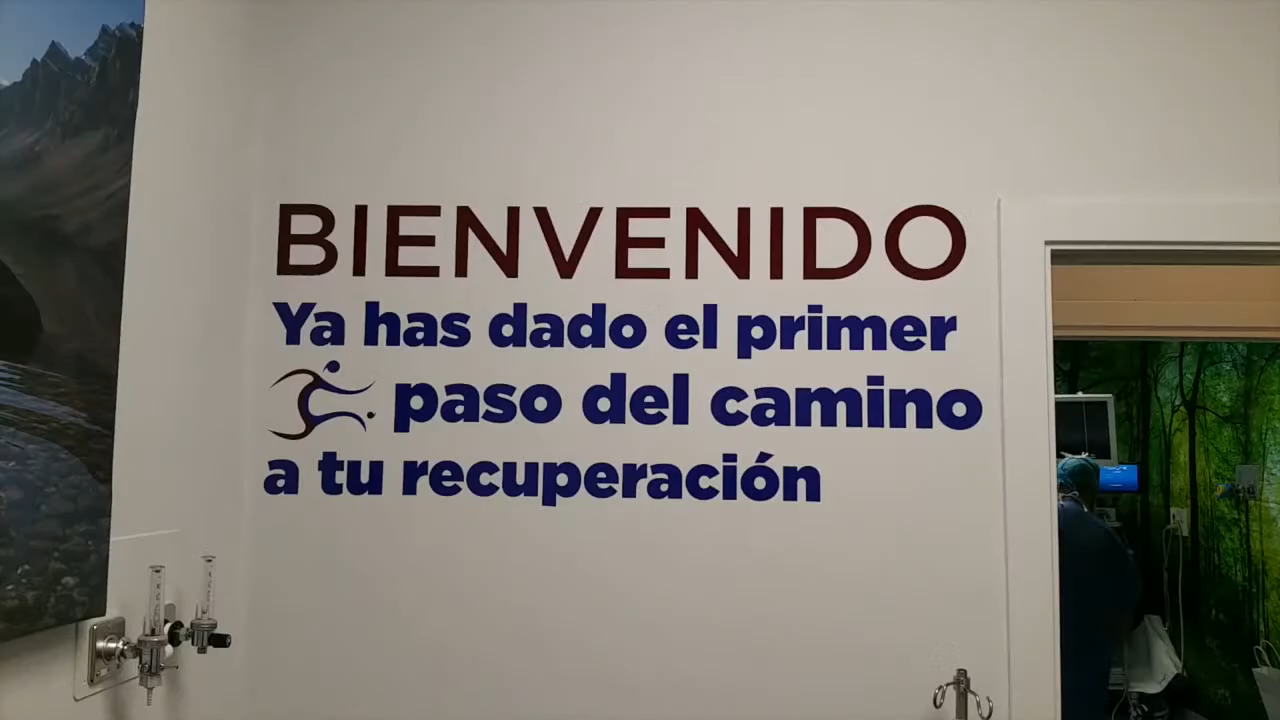 BIENVENIDO
Ya has dado el primer
paso del camino
a tu recuperación